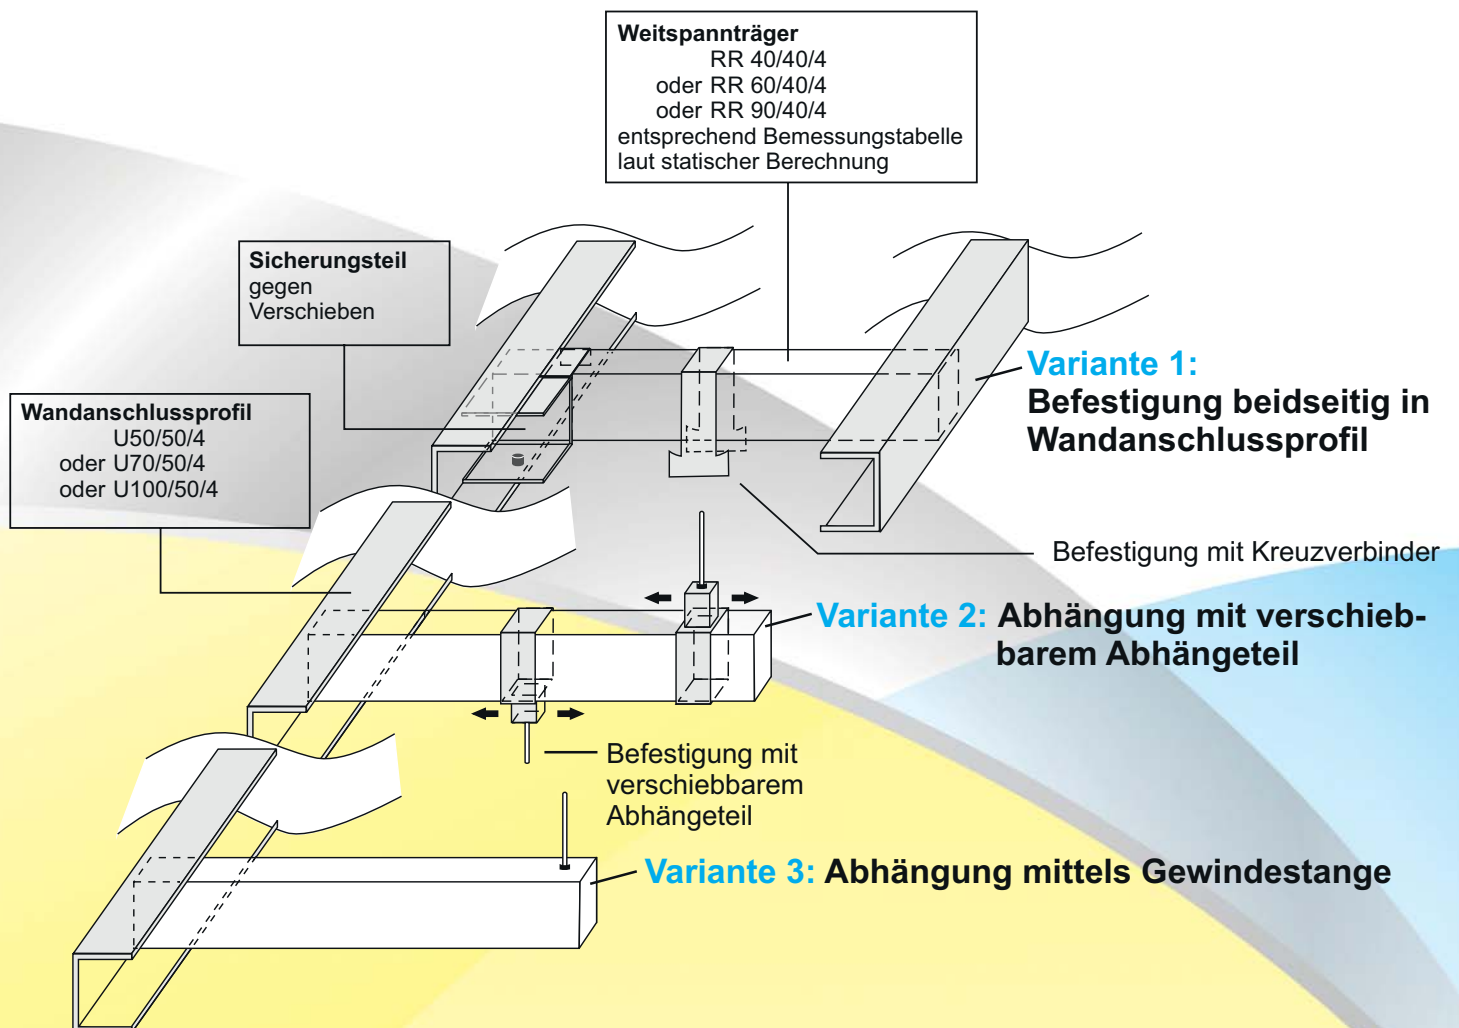 Weitspannträger
RR 40/40/4
oder RR 60/40/4
oder RR 90/40/4
entsprechend Bemessungstabelle
laut statischer Berechnung
Sicherungsteil
gegen
Verschieben
Wandanschlussprofil
U50/50/4
oder U70/50/4
oder U100/50/4
Variante 1:
Befestigung beidseitig in
Wandanschlussprofil
Befestigung mit Kreuzverbinder
Variante 2: Abhängung mit verschieb-
barem Abhängeteil
Befestigung mit
verschiebbarem
Abhängeteil
Variante 3: Abhängung mittels Gewindestange